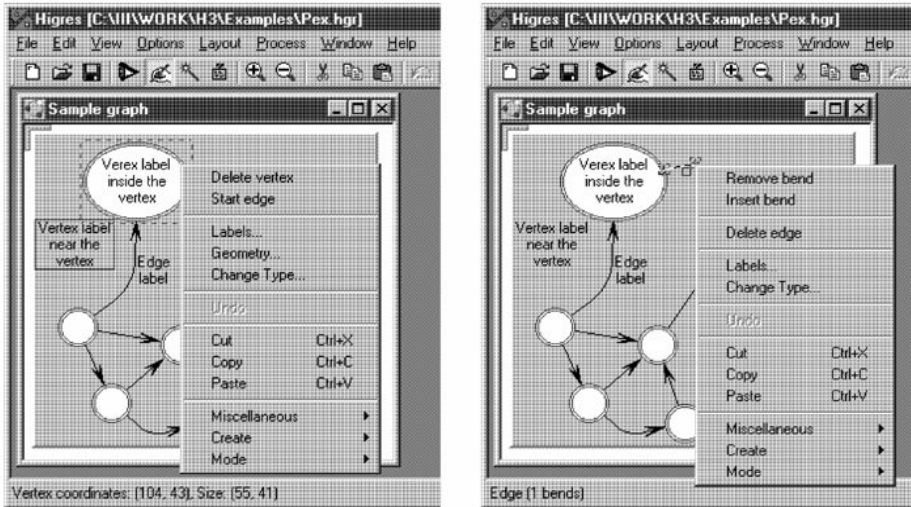 Higres [C:\III\WORK\H3\Examples\Pex.hgr]
File Edit View Options Layout Process Window Help
Sample graph
Verex label
inside the
vertex
Vertex label
near the
vertex
Edge
label
Delete vertex
Start edge
Labels...
Geometry...
Change Type...
Undo
Cut Ctrl+X
Copy Ctrl+C
Paste Ctrl+V
Miscellaneous
Create
Mode
Vertex coordinates: (104, 43), Size: (55, 41)
Higres [C:\III\WORK\H3\Examples\Pex.hgr]
File Edit View Options Layout Process Window Help
Sample graph
Verex label
inside the
vertex
Vertex label
near the
vertex
Edge
label
Remove bend
Insert bend
Delete edge
Labels...
Change Type...
Undo
Cut Ctrl+X
Copy Ctrl+C
Paste Ctrl+V
Miscellaneous
Create
Mode
Edge (1 bends)